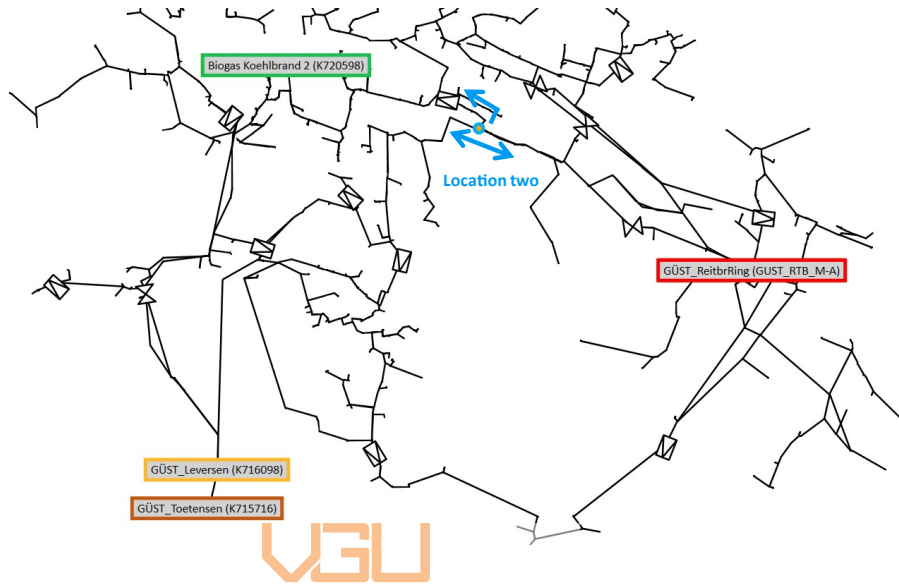 Biogas Koehlbrand 2 (K720598)
Location two
GÜST_ReitbrRing (GUST_RTB_M-A)
GÜST_Leversen (K716098)
GÜST_Toetensen (K715716)
VGU